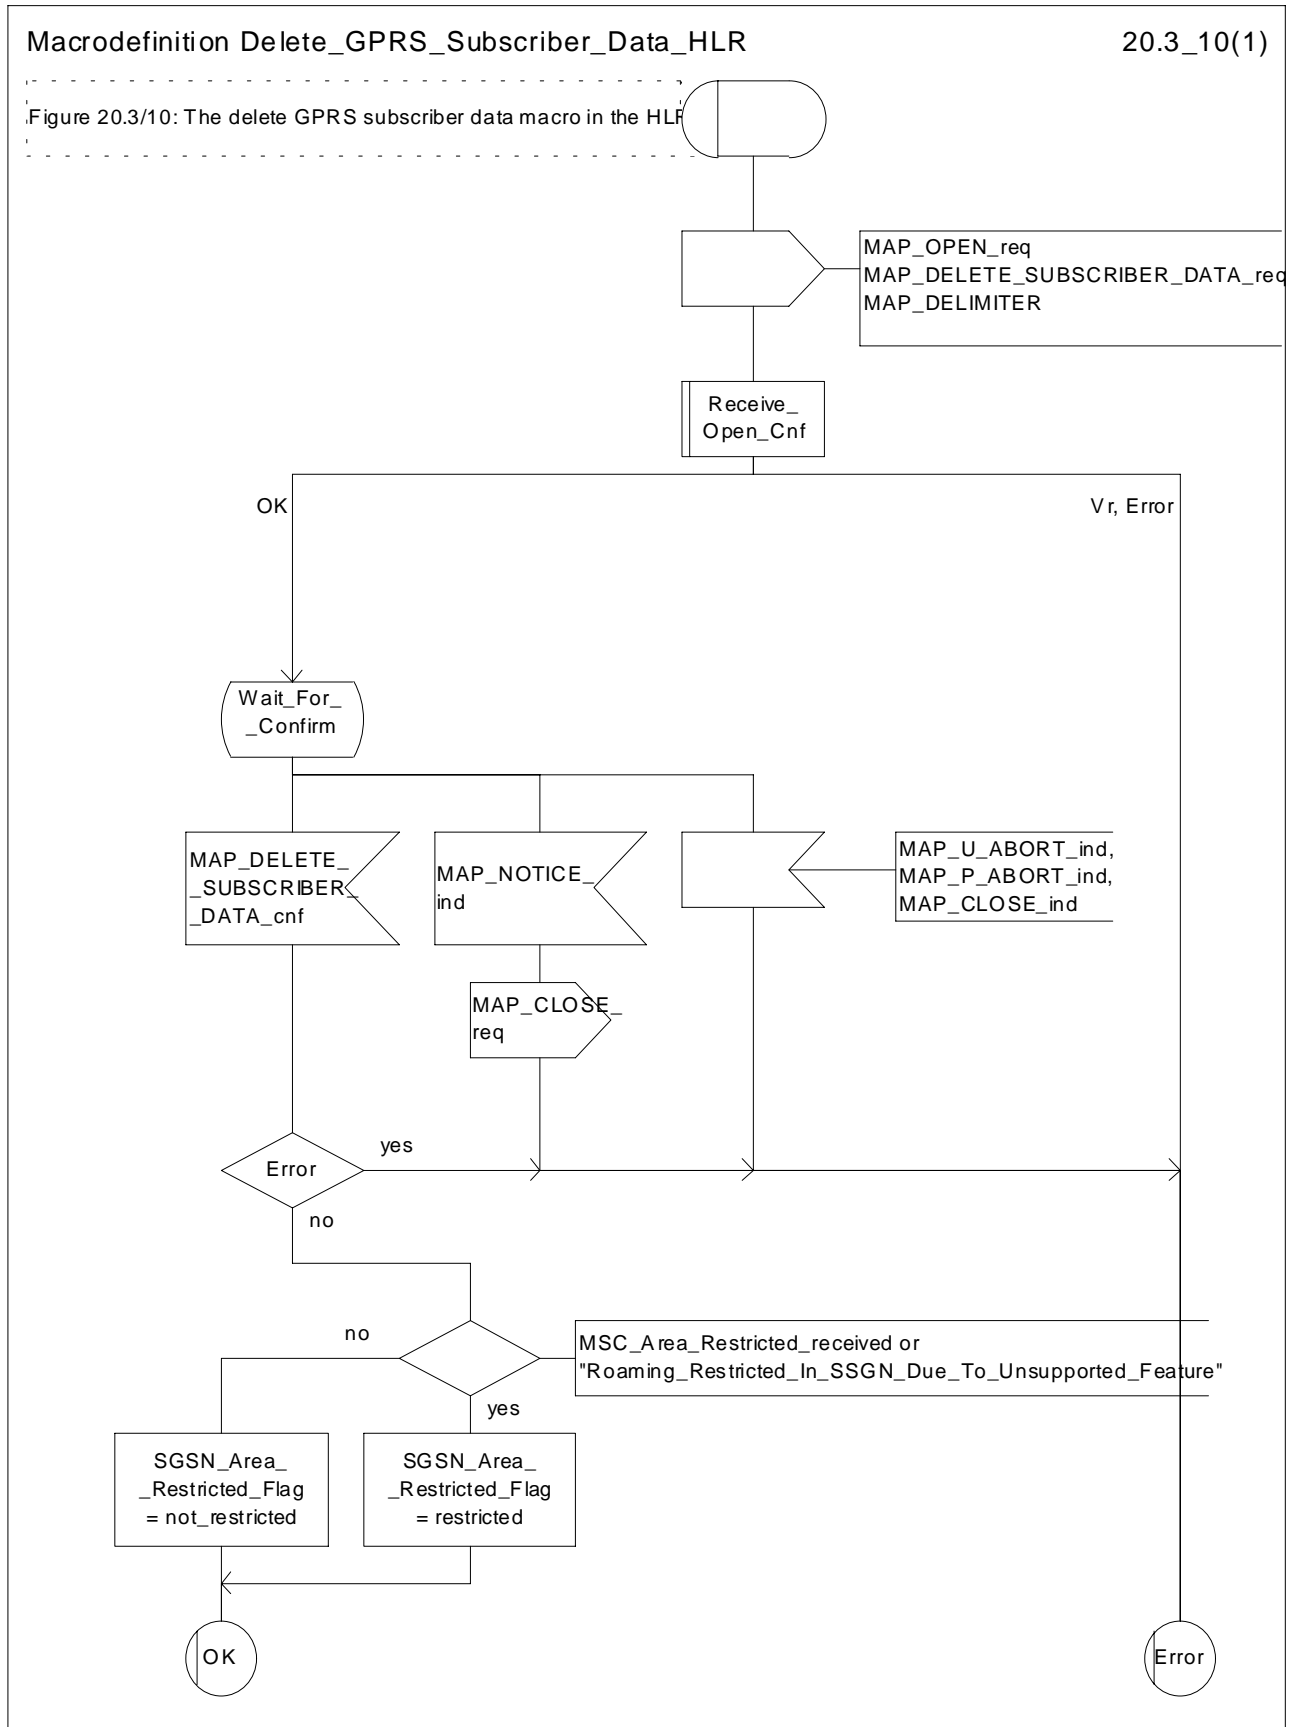 Macrodefinition Delete_GPRS_Subscriber_Data_HLR
20.3_10(1)
Figure 20.3/10: The delete GPRS subscriber data macro in the HLR
MAP_OPEN_req
MAP_DELETE_SUBSCRIBER_DATA_req
MAP_DELIMITER
Receive_
Open_Cnf
OK
Vr, Error
Wait_For_
_Confirm
MAP_DELETE_
_SUBSCRIBER_
_DATA_cnf
MAP_NOTICE_
ind
MAP_U_ABORT_ind,
MAP_P_ABORT_ind,
MAP_CLOSE_ind
MAP_CLOSE_
req
Error
yes
no
no
MSC_Area_Restricted_received or
"Roaming_Restricted_In_SSGN_Due_To_Unsupported_Feature"
yes
SGSN_Area_
_Restricted_Flag
= not_restricted
SGSN_Area_
_Restricted_Flag
= restricted
OK
Error